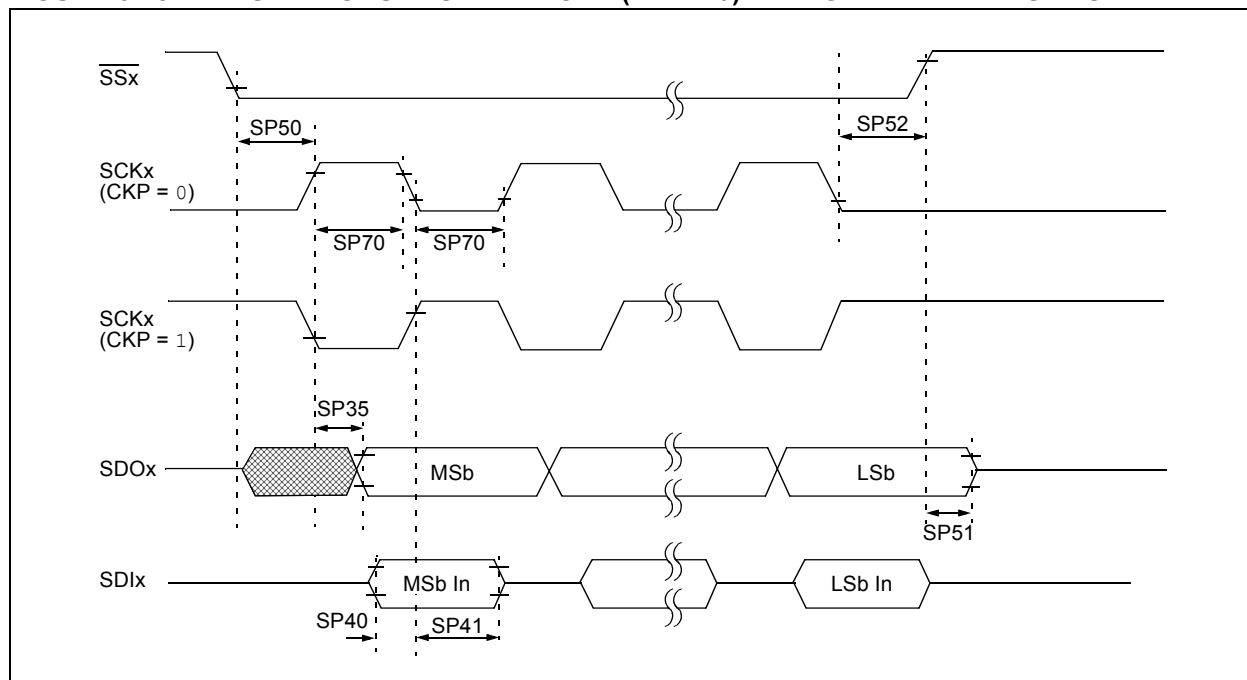 SSx
SP50
SP52
SCKx
(CKP = 0)
SP70
SP70
SCKx
(CKP = 1)
SP35
SDOx
MSb
LSb
SP51
SDIx
MSb In
LSb In
SP40
SP41